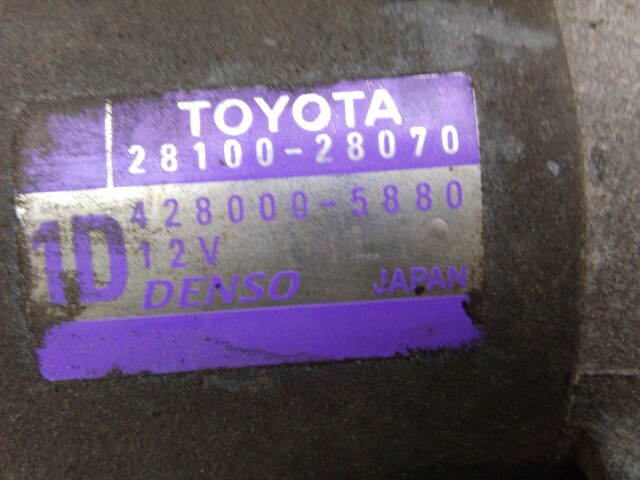 TOYOTA
28100-28070
428000-5880
1D
12V
DENSO JAPAN